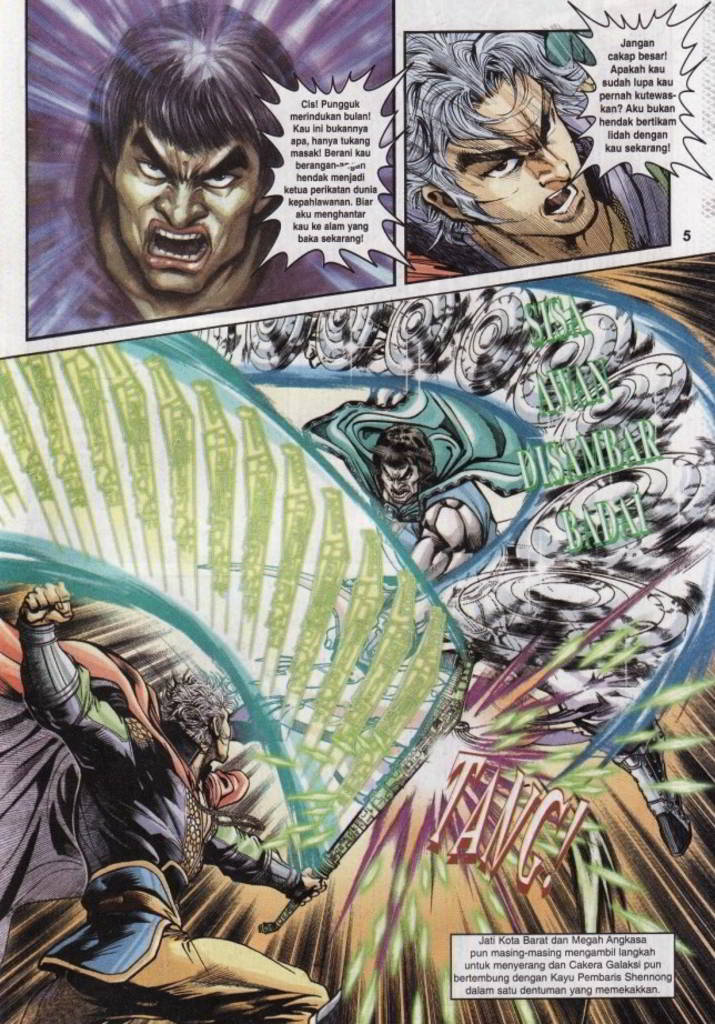 Cis! Pungguk
merindukan bulan!
Kau ini bukannya
apa, hanya tukang
masak! Berani kau
berangan-angan
hendak menjadi
ketua perikatan dunia
kepahlawanan. Biar
aku menghantar
kau ke alam yang
baka sekarang!
Jangan
cakap besar!
Apakah kau
sudah lupa kau
pernah kutewas-
kan? Aku bukan
hendak bertikam
lidah dengan
kau sekarang!
5
SISA
AWAN
DISAMBAR
BADAI
TANG!
Jati Kota Barat dan Megah Angkasa
pun masing-masing mengambil langkah
untuk menyerang dan Cakera Galaksi pun
bertembung dengan Kayu Pembaris Shennong
dalam satu dentuman yang memekakkan.